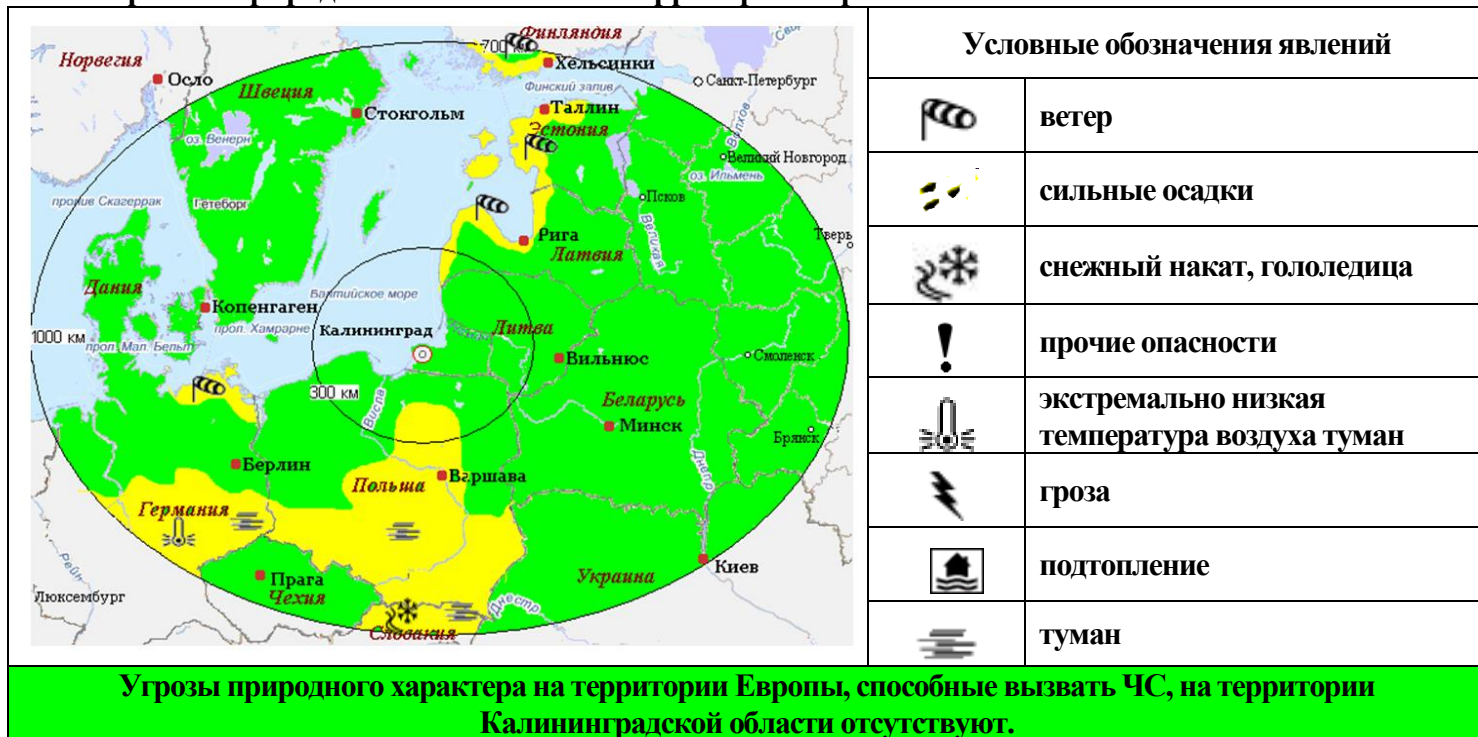 700
Финляндия
Норвегия
Хельсинки
Осло
Санкт-Петербург
Швеция
Финский залив
Стокгольм
Таллин
Эстония
Волхов
оз. Венерн
Великий Новгород
оз. Ильмень
пролив Скагеррак
Гетеборг
Псков
Великая
Рига
Тверь
Латвия
Дания
Балтийское море
Копенгаген
прол. Хамрарне
Калининград
Литва
1000 км
прол. Мал. Бельт
Вильнюс
Смоленск
300 км
Висла
Беларусь
Минск
Брянск
Днепр
Берлин
Польша
Варшава
Германия
Рейн
Прага
Чехия
Украина
Киев
Люксембург
Днестр
Словакия
Условные обозначения явлений
ветер
сильные осадки
снежный накат, гололедица
прочие опасности
экстремально низкая
температура воздуха туман
гроза
подтопление
туман
Угрозы природного характера на территории Европы, способные вызвать ЧС, на территории
Калининградской области отсутствуют.